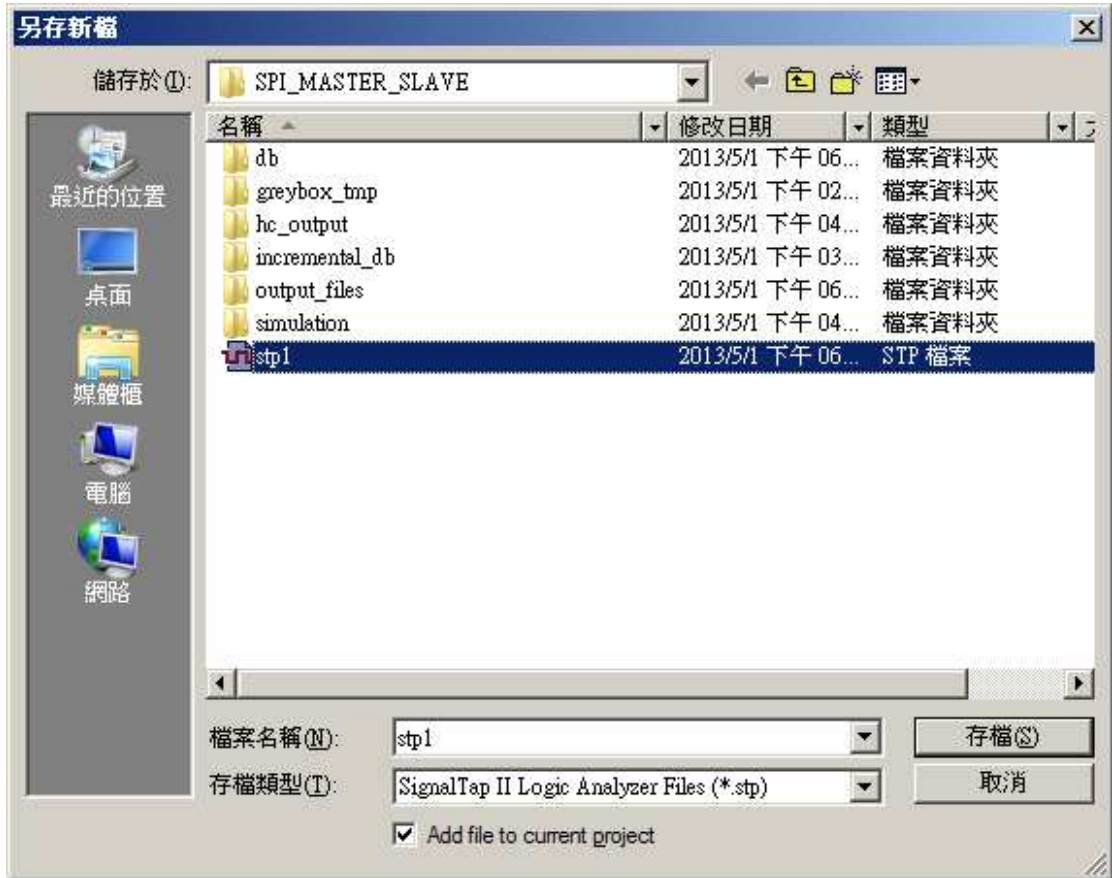 另存新檔
儲存於(I): SPI_MASTER_SLAVE
名稱 修改日期 類型
db 2013/5/1 下午 06... 檔案資料夾
greybox_tmp 2013/5/1 下午 02... 檔案資料夾
hc_output 2013/5/1 下午 04... 檔案資料夾
incremental_db 2013/5/1 下午 03... 檔案資料夾
output_files 2013/5/1 下午 06... 檔案資料夾
simulation 2013/5/1 下午 04... 檔案資料夾
stp1 2013/5/1 下午 06... STP 檔案
最近的位置
桌面
媒體櫃
電腦
網路
檔案名稱(N): stp1 存檔(S)
存檔類型(T): SignalTap II Logic Analyzer Files (*.stp) 取消
Add file to current project